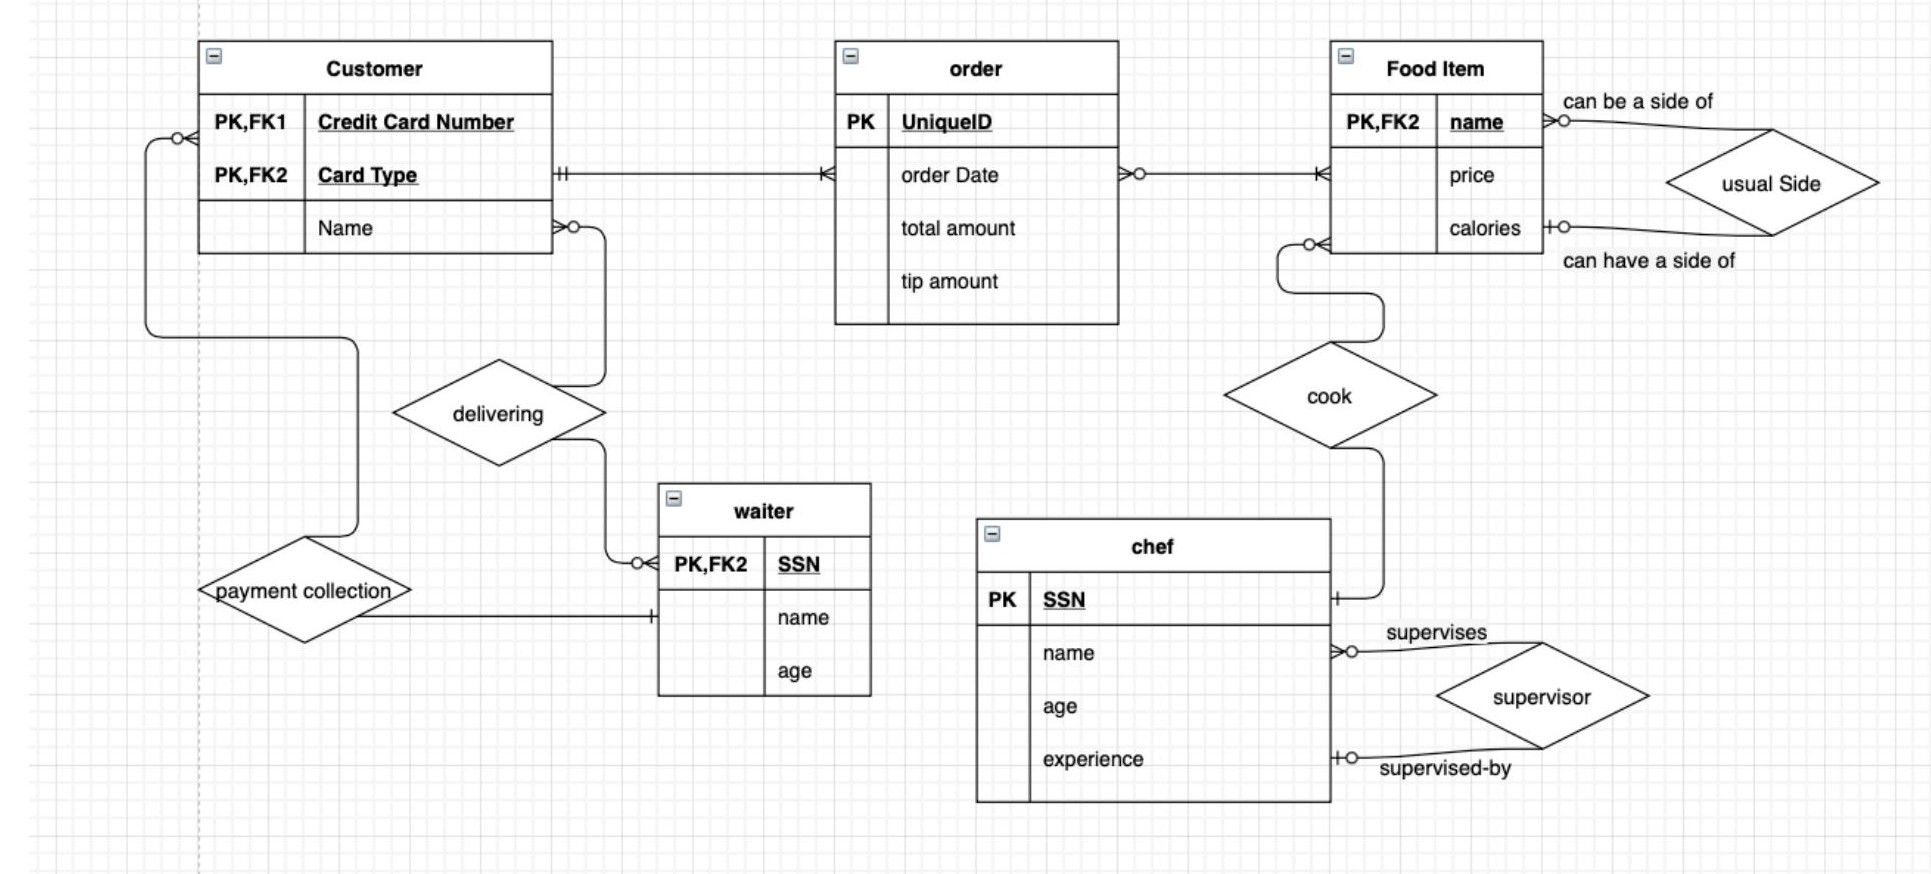 Customer
PK,FK1 Credit Card Number
PK,FK2 Card Type
Name
order
PK UniqueID
order Date
total amount
tip amount
Food Item
PK,FK2 name
price
calories
can be a side of
usual Side
can have a side of
delivering
cook
payment collection
waiter
PK,FK2 SSN
name
age
chef
PK SSN
name
age
experience
supervises
supervisor
supervised-by